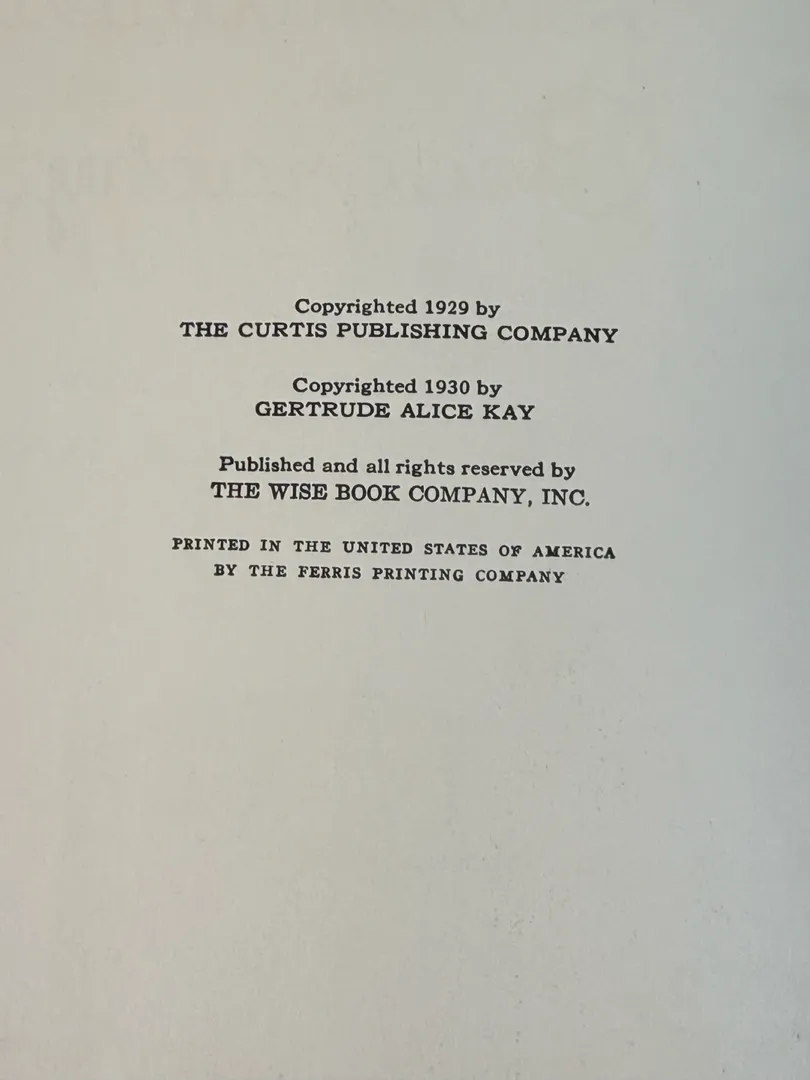 Copyrighted 1929 by
THE CURTIS PUBLISHING COMPANY
Copyrighted 1930 by
GERTRUDE ALICE KAY
Published and all rights reserved by
THE WISE BOOK COMPANY, INC.
PRINTED IN THE UNITED STATES OF AMERICA
BY THE FERRIS PRINTING COMPANY